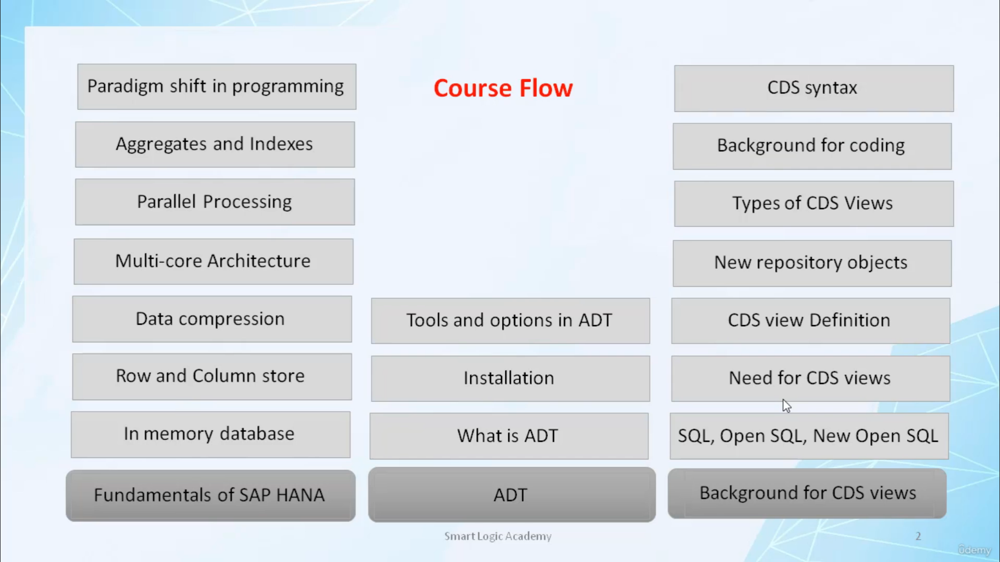 Course Flow
Paradigm shift in programming
Aggregates and Indexes
Parallel Processing
Multi-core Architecture
Data compression
Row and Column store
In memory database
Fundamentals of SAP HANA
Tools and options in ADT
Installation
What is ADT
ADT
CDS syntax
Background for coding
Types of CDS Views
New repository objects
CDS view Definition
Need for CDS views
SQL, Open SQL, New Open SQL
Background for CDS views
Smart Logic Academy
2
udemy